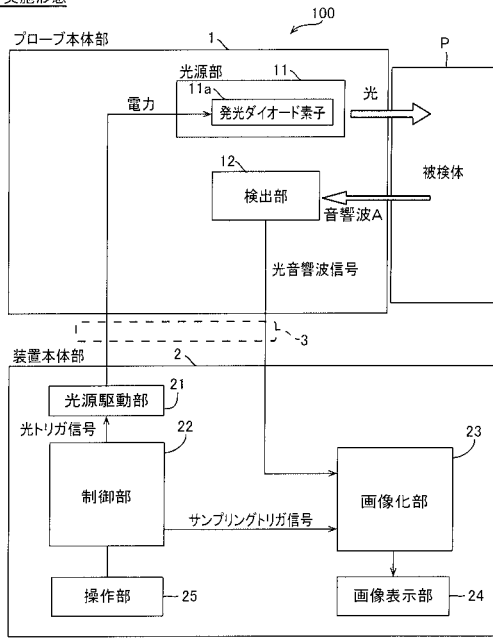 実施形態
100
プローブ本体部
1
P
光源部
11
光
11a
電力
発光ダイオード素子
12
被検体
検出部
音響波A
光音響波信号
3
装置本体部
2
光源駆動部
21
光トリガ信号
22
23
制御部
画像化部
サンプリングトリガ信号
操作部
25
画像表示部
24